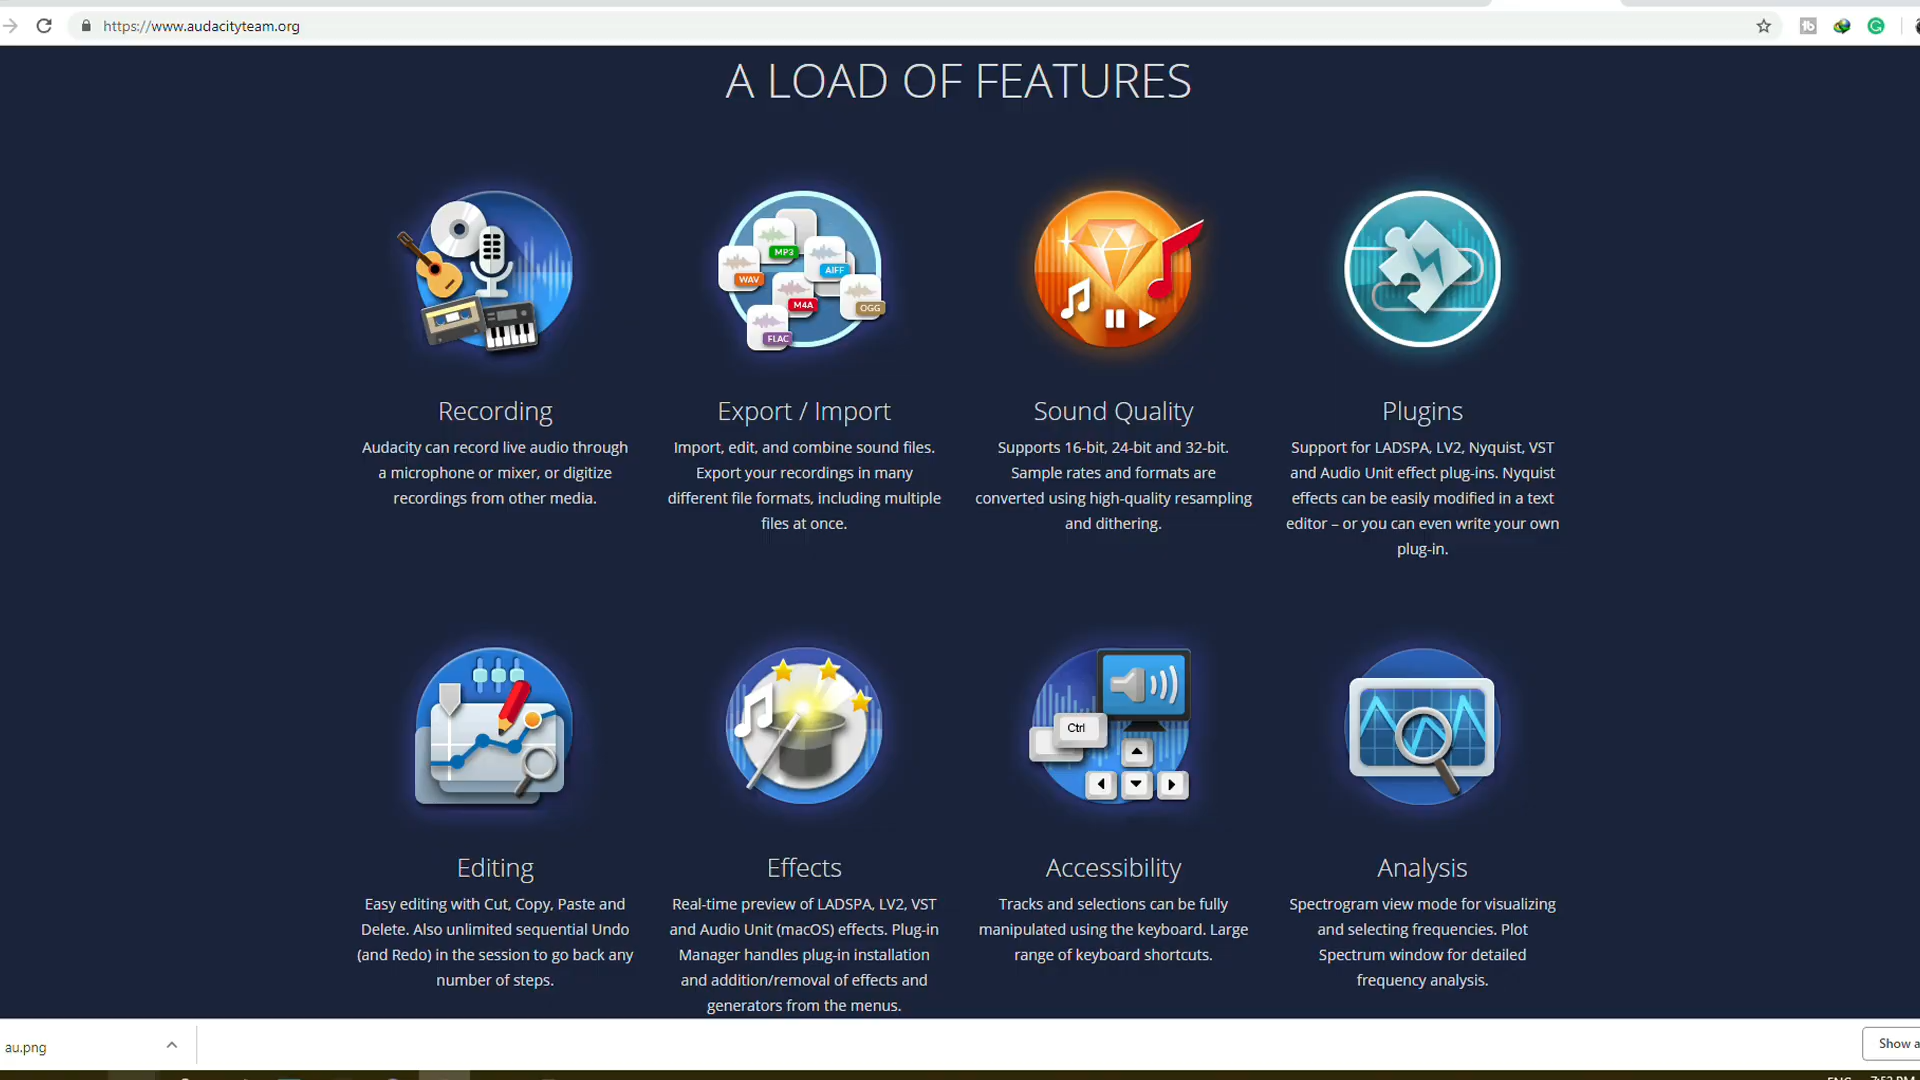 https://www.audacityteam.org
A LOAD OF FEATURES
MP3
WAV
AIFF
M4A
OGG
FLAC
Recording
Audacity can record live audio through
a microphone or mixer, or digitize
recordings from other media.
Export / Import
Import, edit, and combine sound files.
Export your recordings in many
different file formats, including multiple
files at once.
Sound Quality
Supports 16-bit, 24-bit and 32-bit.
Sample rates and formats are
converted using high-quality resampling
and dithering.
Plugins
Support for LADSPA, LV2, Nyquist, VST
and Audio Unit effect plug-ins. Nyquist
effects can be easily modified in a text
editor – or you can even write your own
plug-in.
Ctrl
Editing
Easy editing with Cut, Copy, Paste and
Delete. Also unlimited sequential Undo
(and Redo) in the session to go back any
number of steps.
Effects
Real-time preview of LADSPA, LV2, VST
and Audio Unit (macOS) effects. Plug-in
Manager handles plug-in installation
and addition/removal of effects and
generators from the menus.
Accessibility
Tracks and selections can be fully
manipulated using the keyboard. Large
range of keyboard shortcuts.
Analysis
Spectrogram view mode for visualizing
and selecting frequencies. Plot
Spectrum window for detailed
frequency analysis.
au.png
Show a